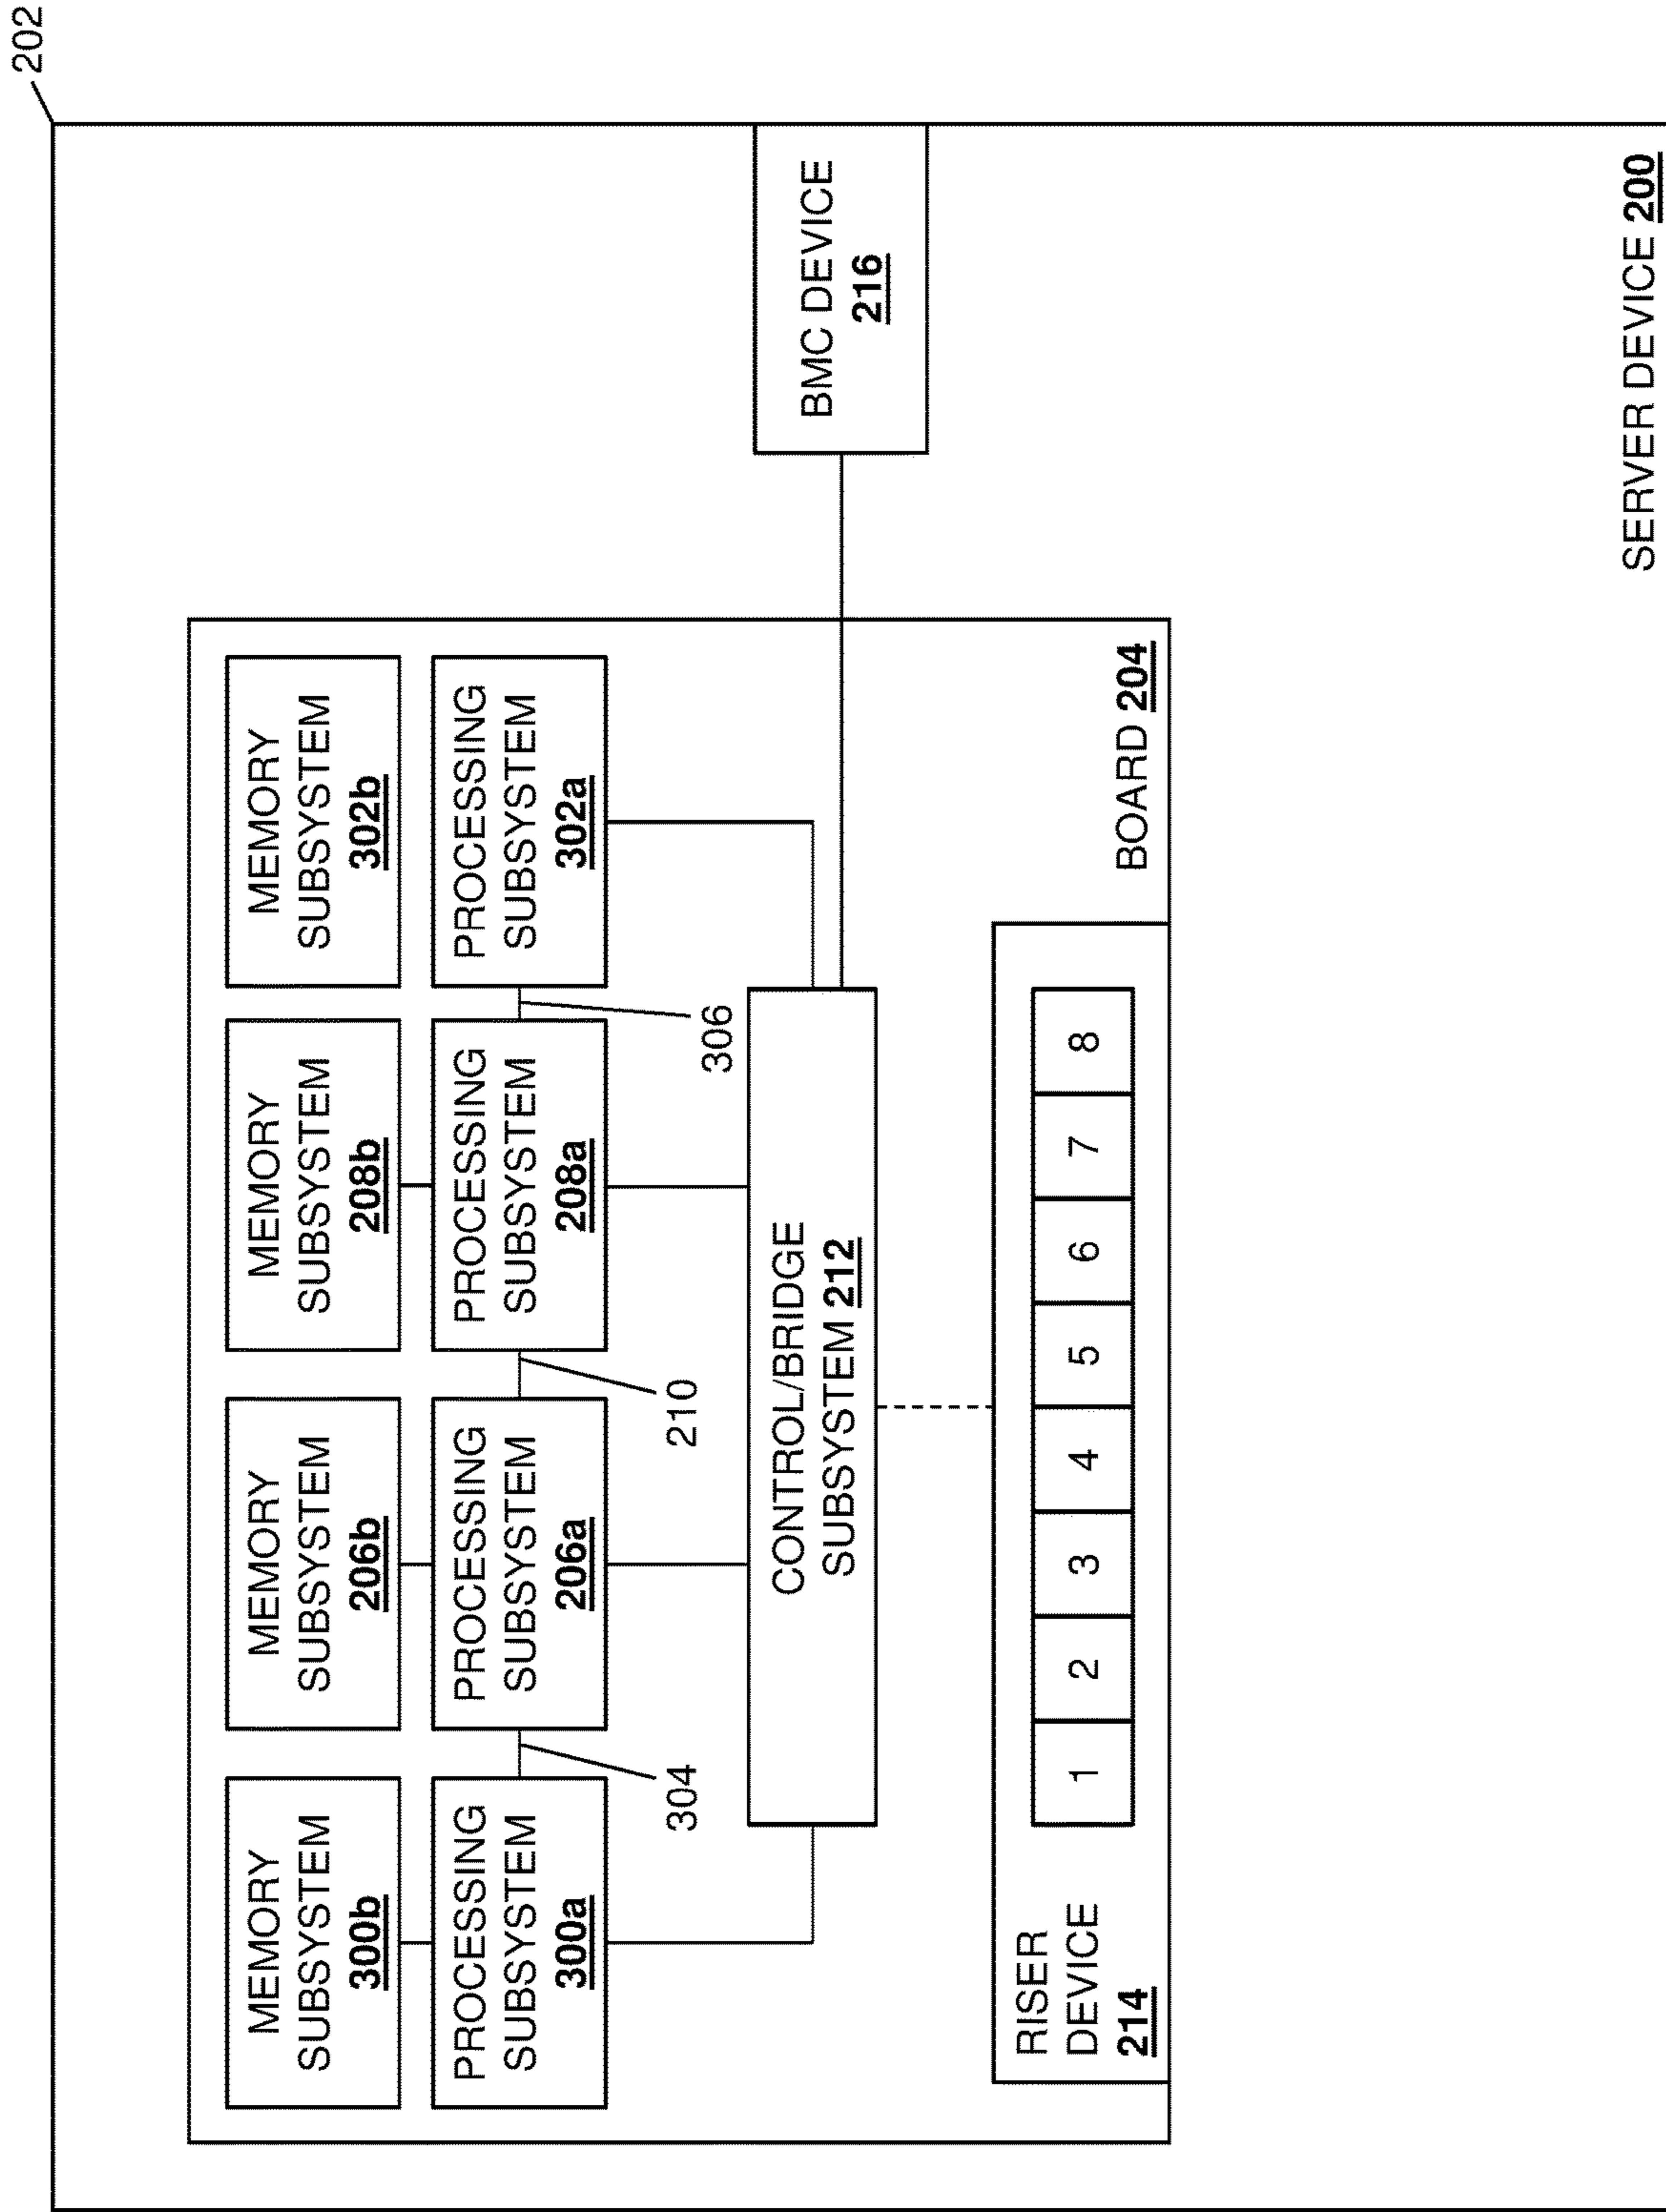 202
MEMORY
SUBSYSTEM
300b
MEMORY
SUBSYSTEM
206b
MEMORY
SUBSYSTEM
208b
MEMORY
SUBSYSTEM
302b
PROCESSING
SUBSYSTEM
300a
PROCESSING
SUBSYSTEM
206a
PROCESSING
SUBSYSTEM
208a
PROCESSING
SUBSYSTEM
302a
304
210
306
CONTROL/BRIDGE
SUBSYSTEM 212
BMC DEVICE
216
RISER
DEVICE
214
1 2 3 4 5 6 7 8
BOARD 204
SERVER DEVICE 200